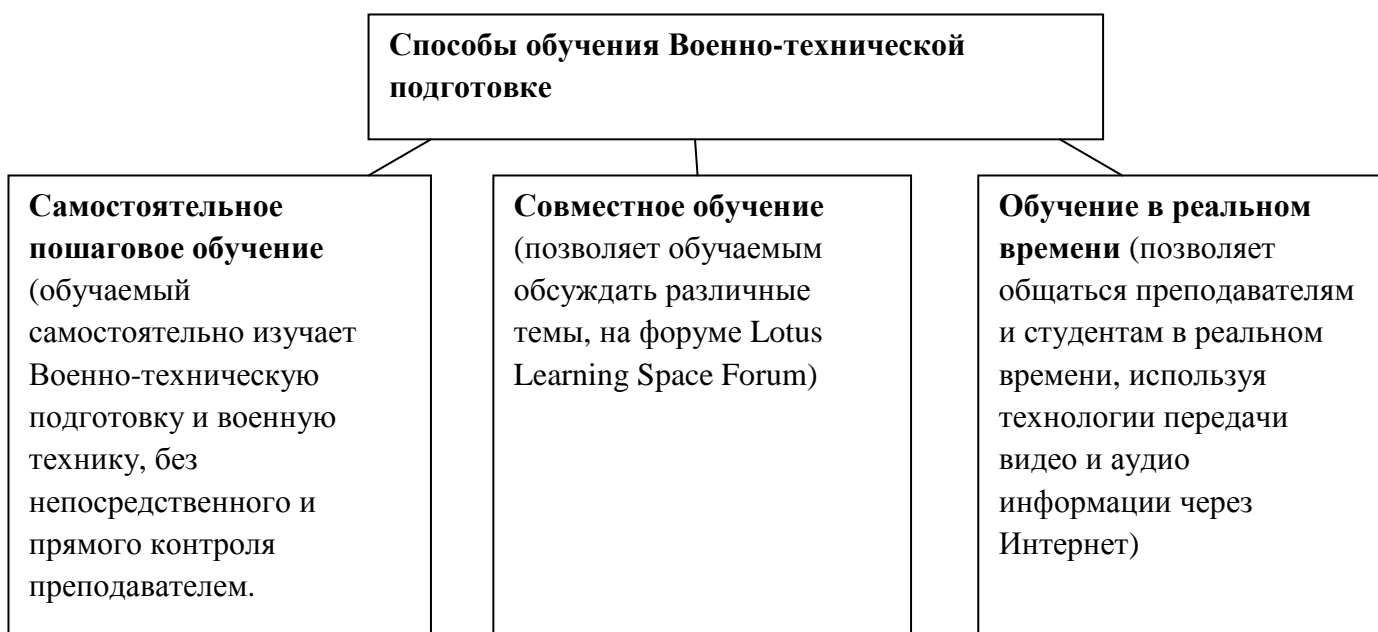 Способы обучения Военно-технической
подготовке
Самостоятельное
пошаговое обучение
(обучаемый
самостоятельно изучает
Военно-техническую
подготовку и военную
технику, без
непосредственного и
прямого контроля
преподавателем.
Совместное обучение
(позволяет обучаемым
обсуждать различные
темы, на форуме Lotus
Learning Space Forum)
Обучение в реальном
времени (позволяет
общаться преподавателям
и студентам в реальном
времени, используя
технологии передачи
видео и аудио
информации через
Интернет)